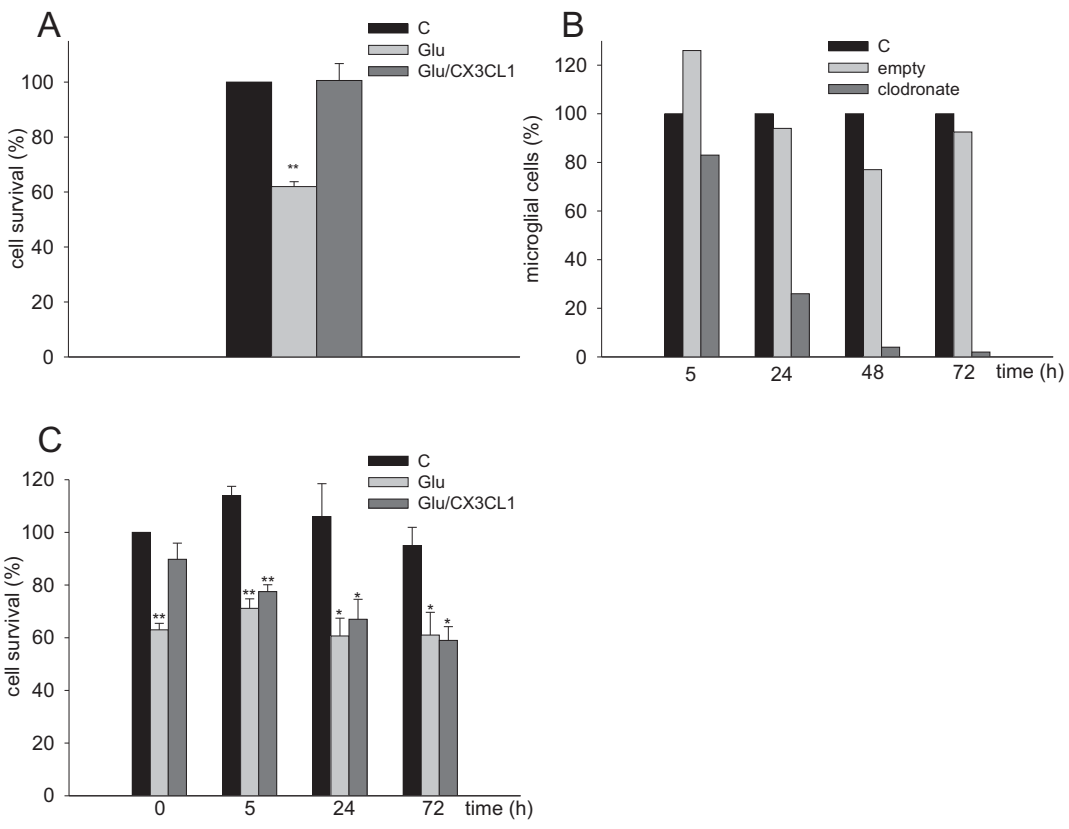 A
C
Glu
Glu/CX3CL1
cell survival (%)
100
80
60
40
20
0
**
B
C
empty
clodronate
microglial cells (%)
120
100
80
60
40
20
0
5 24 48 72 time (h)
C
C
Glu
Glu/CX3CL1
cell survival (%)
120
100
80
60
40
20
0
** ** ** * * * *
0 5 24 72 time (h)